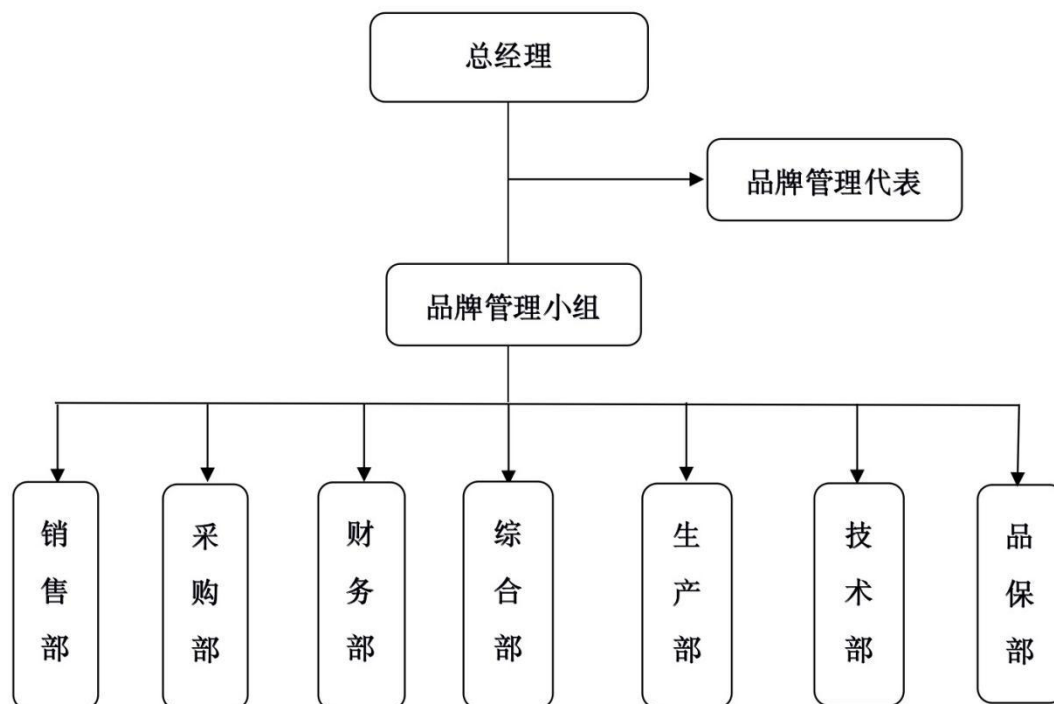 总经理
品牌管理代表
品牌管理小组
销售部
采购部
财务部
综合部
生产部
技术部
品保部